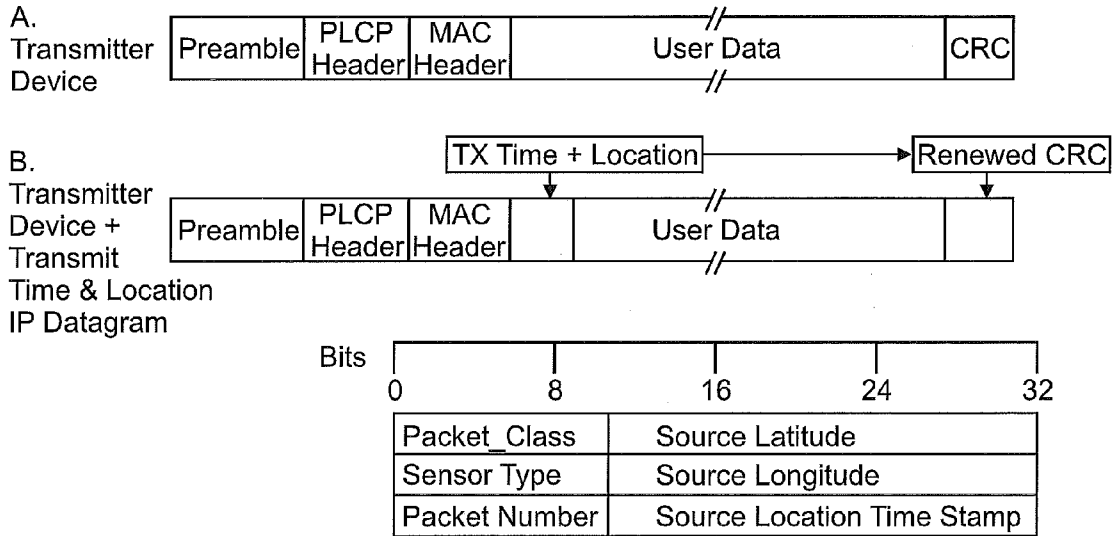 A.
Transmitter
Device
Preamble
PLCP
Header
MAC
Header
User Data
CRC
TX Time + Location
Renewed CRC
B.
Transmitter
Device +
Transmit
Time & Location
IP Datagram
Preamble
PLCP
Header
MAC
Header
User Data
Bits
0 8 16 24 32
Packet_Class Source Latitude
Sensor Type Source Longitude
Packet Number Source Location Time Stamp